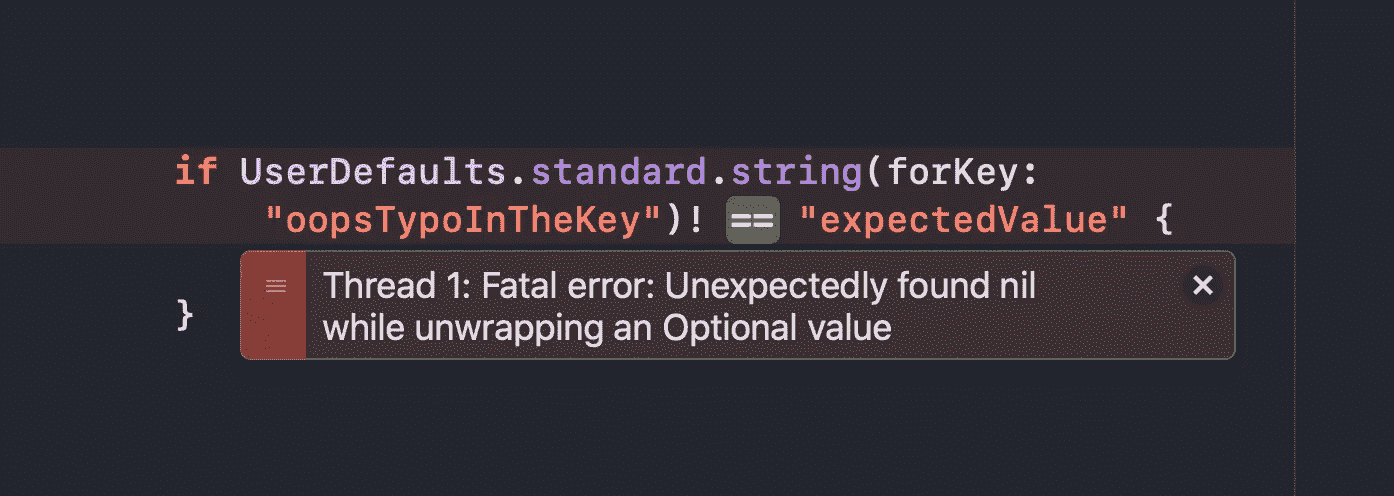 if UserDefaults.standard.string(forKey:
"oopsTypoInTheKey")! == "expectedValue" {
Thread 1: Fatal error: Unexpectedly found nil
while unwrapping an Optional value
}